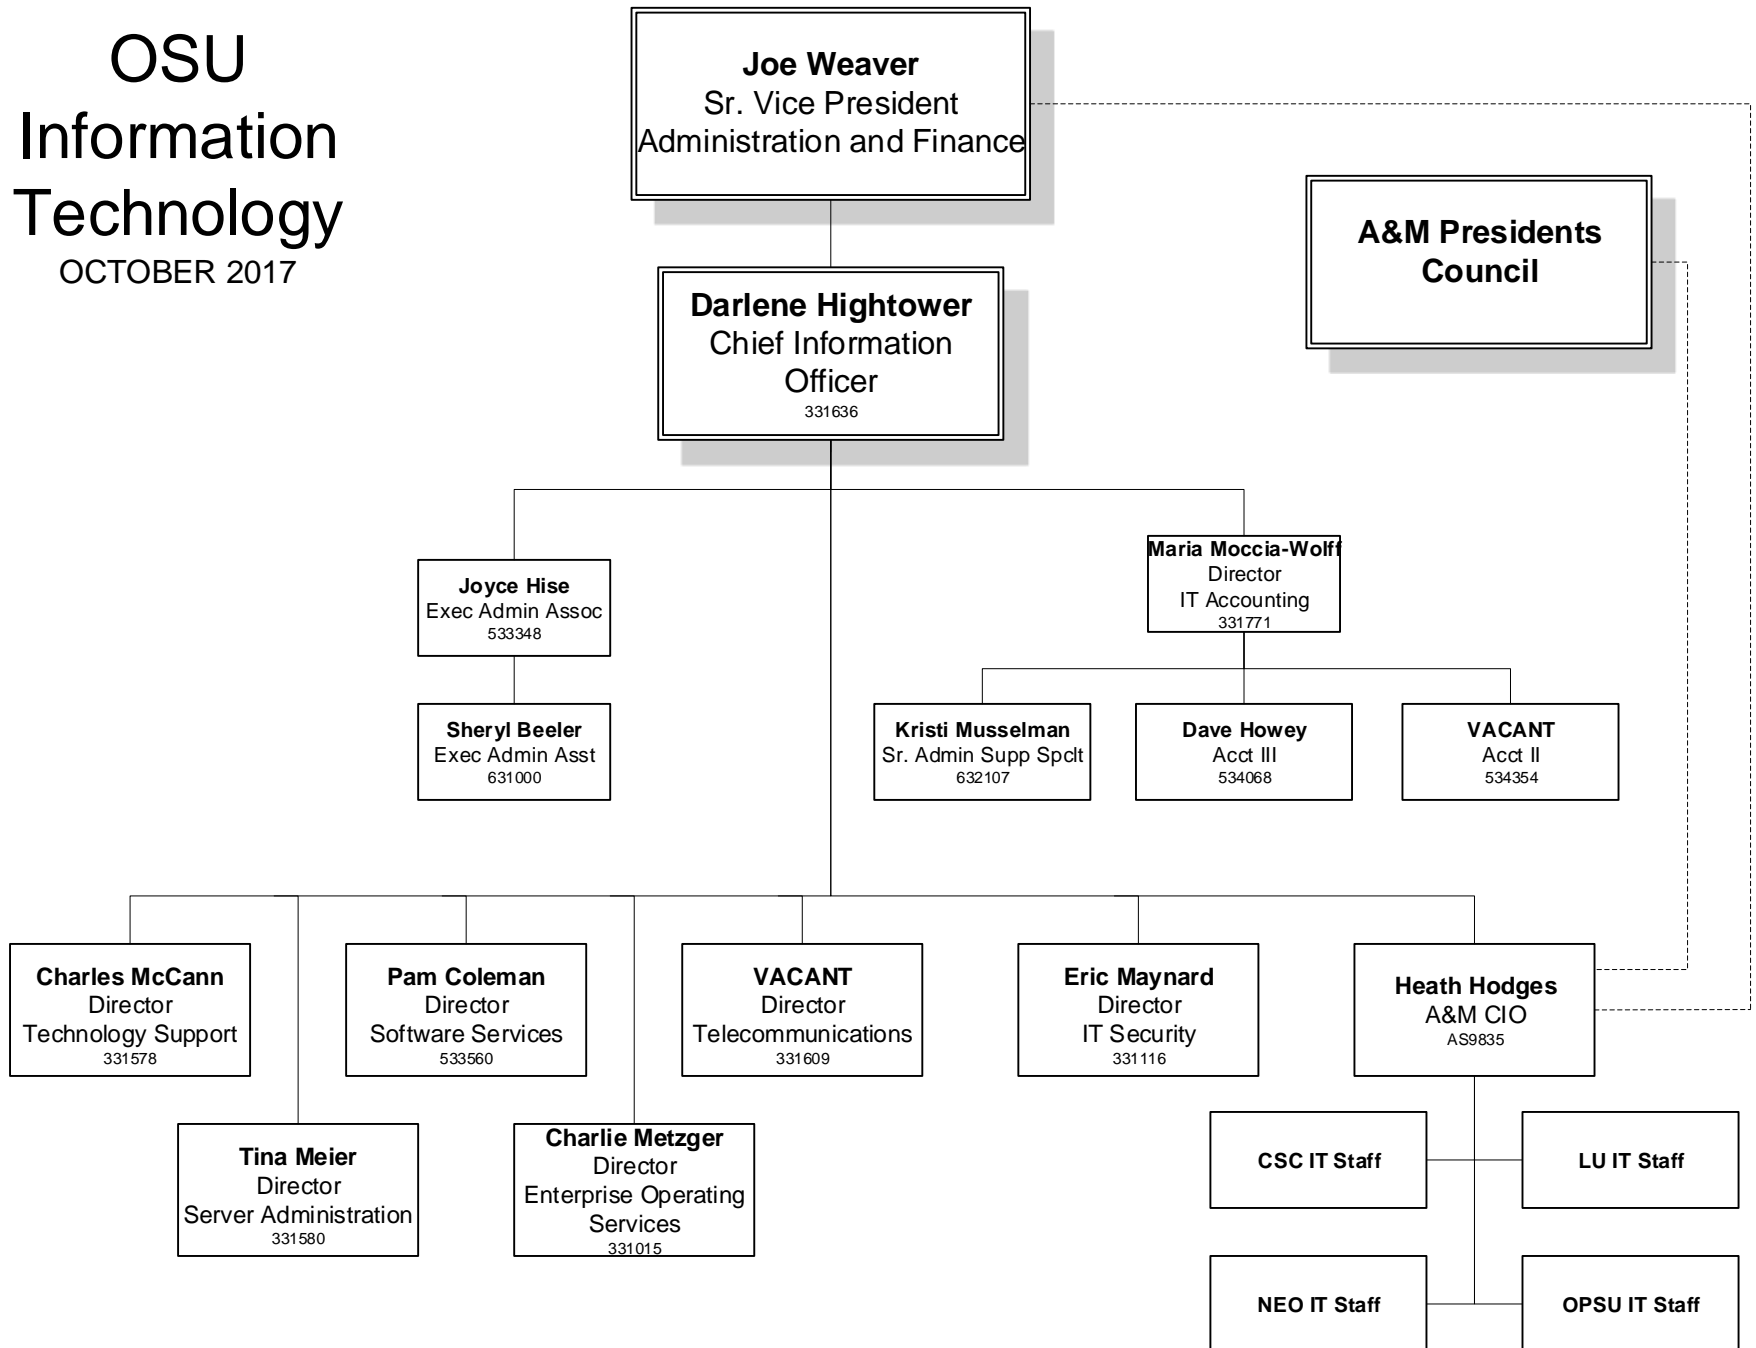 OSU
Information
Technology
OCTOBER 2017
Joe Weaver
Sr. Vice President
Administration and Finance
A&M Presidents
Council
Darlene Hightower
Chief Information
Officer
331636
Joyce Hise
Exec Admin Assoc
533348
Maria Moccia-Wolff
Director
IT Accounting
331771
Sheryl Beeler
Exec Admin Asst
631000
Kristi Musselman
Sr. Admin Supp Spclt
632107
Dave Howey
Acct III
534068
VACANT
Acct II
534354
Charles McCann
Director
Technology Support
331578
Pam Coleman
Director
Software Services
533560
VACANT
Director
Telecommunications
331609
Eric Maynard
Director
IT Security
331116
Heath Hodges
A&M CIO
AS9835
Tina Meier
Director
Server Administration
331580
Charlie Metzger
Director
Enterprise Operating
Services
331015
CSC IT Staff
LU IT Staff
NEO IT Staff
OPSU IT Staff